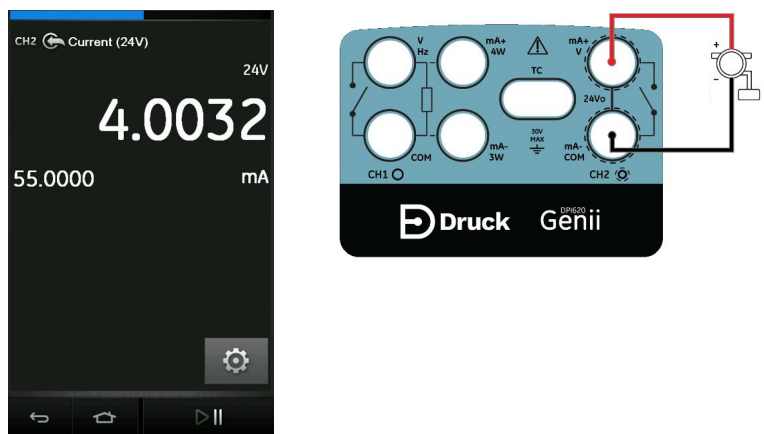 CH2 Current (24V)
24V
4.0032
55.0000 mA
V
Hz
mA+
4W
mA+
V
TC
24Vo
30V
MAX
COM
mA-
3W
mA-
COM
CH1
CH2
+
−
Druck
DPI620
Genii